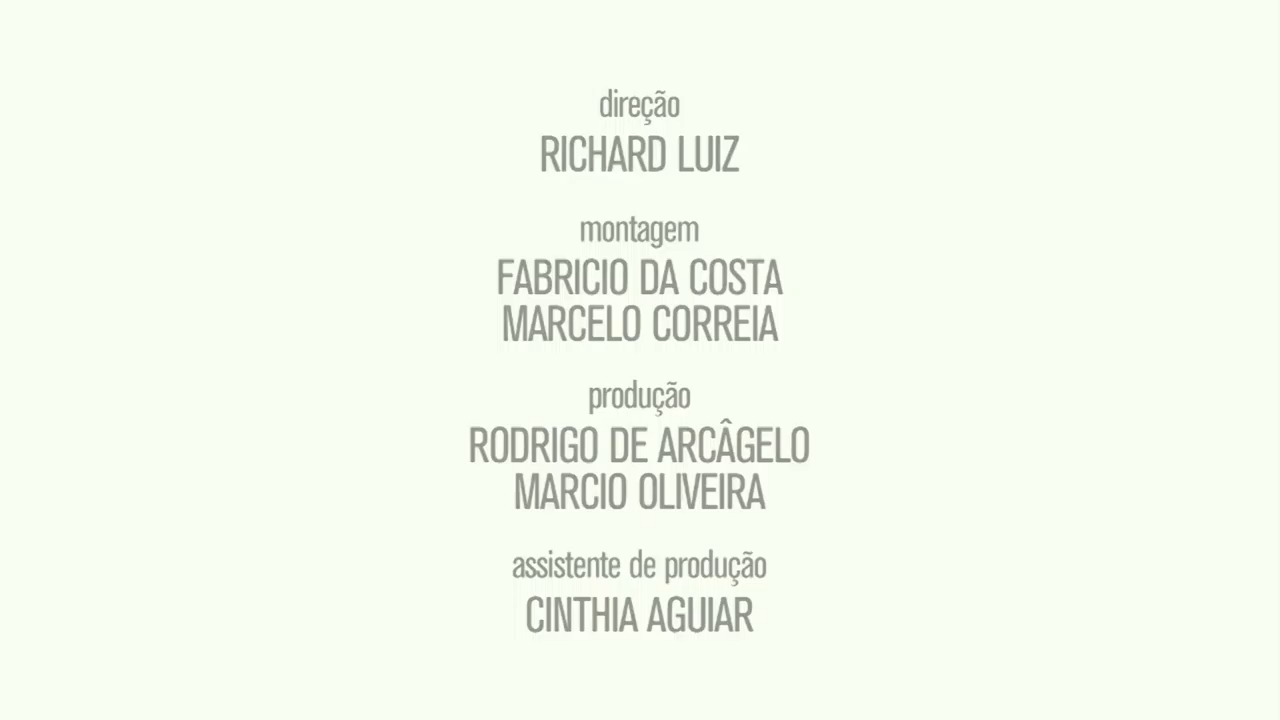 direção
RICHARD LUIZ
montagem
FABRICIO DA COSTA
MARCELO CORREIA
produção
RODRIGO DE ARCÂGELO
MARCIO OLIVEIRA
assistente de produção
CINTHIA AGUIAR